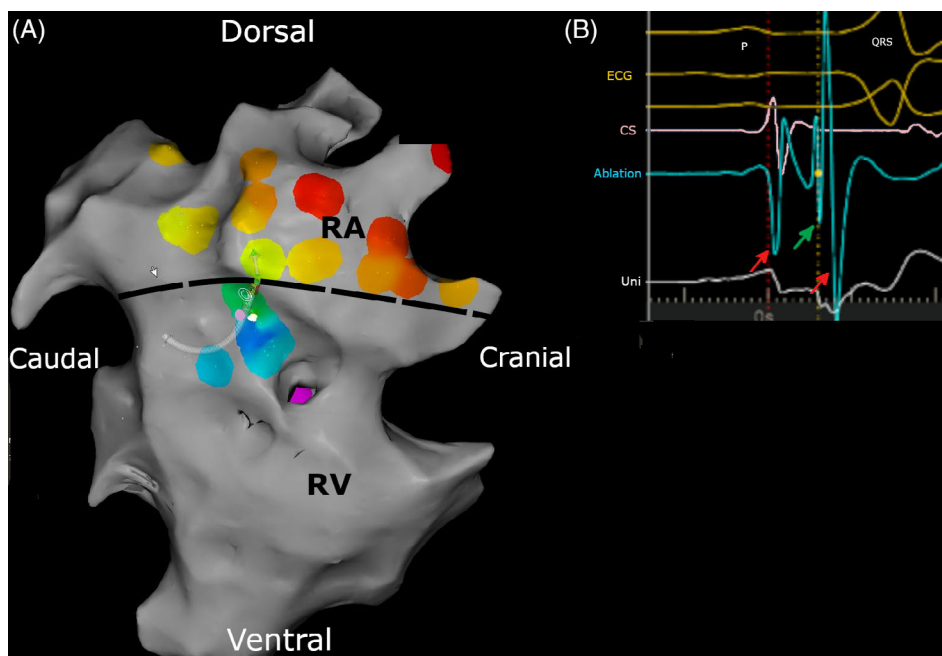 (A)
Dorsal
RA
Caudal
Cranial
RV
Ventral
(B)
P
QRS
ECG
CS
Ablation
Uni
0s